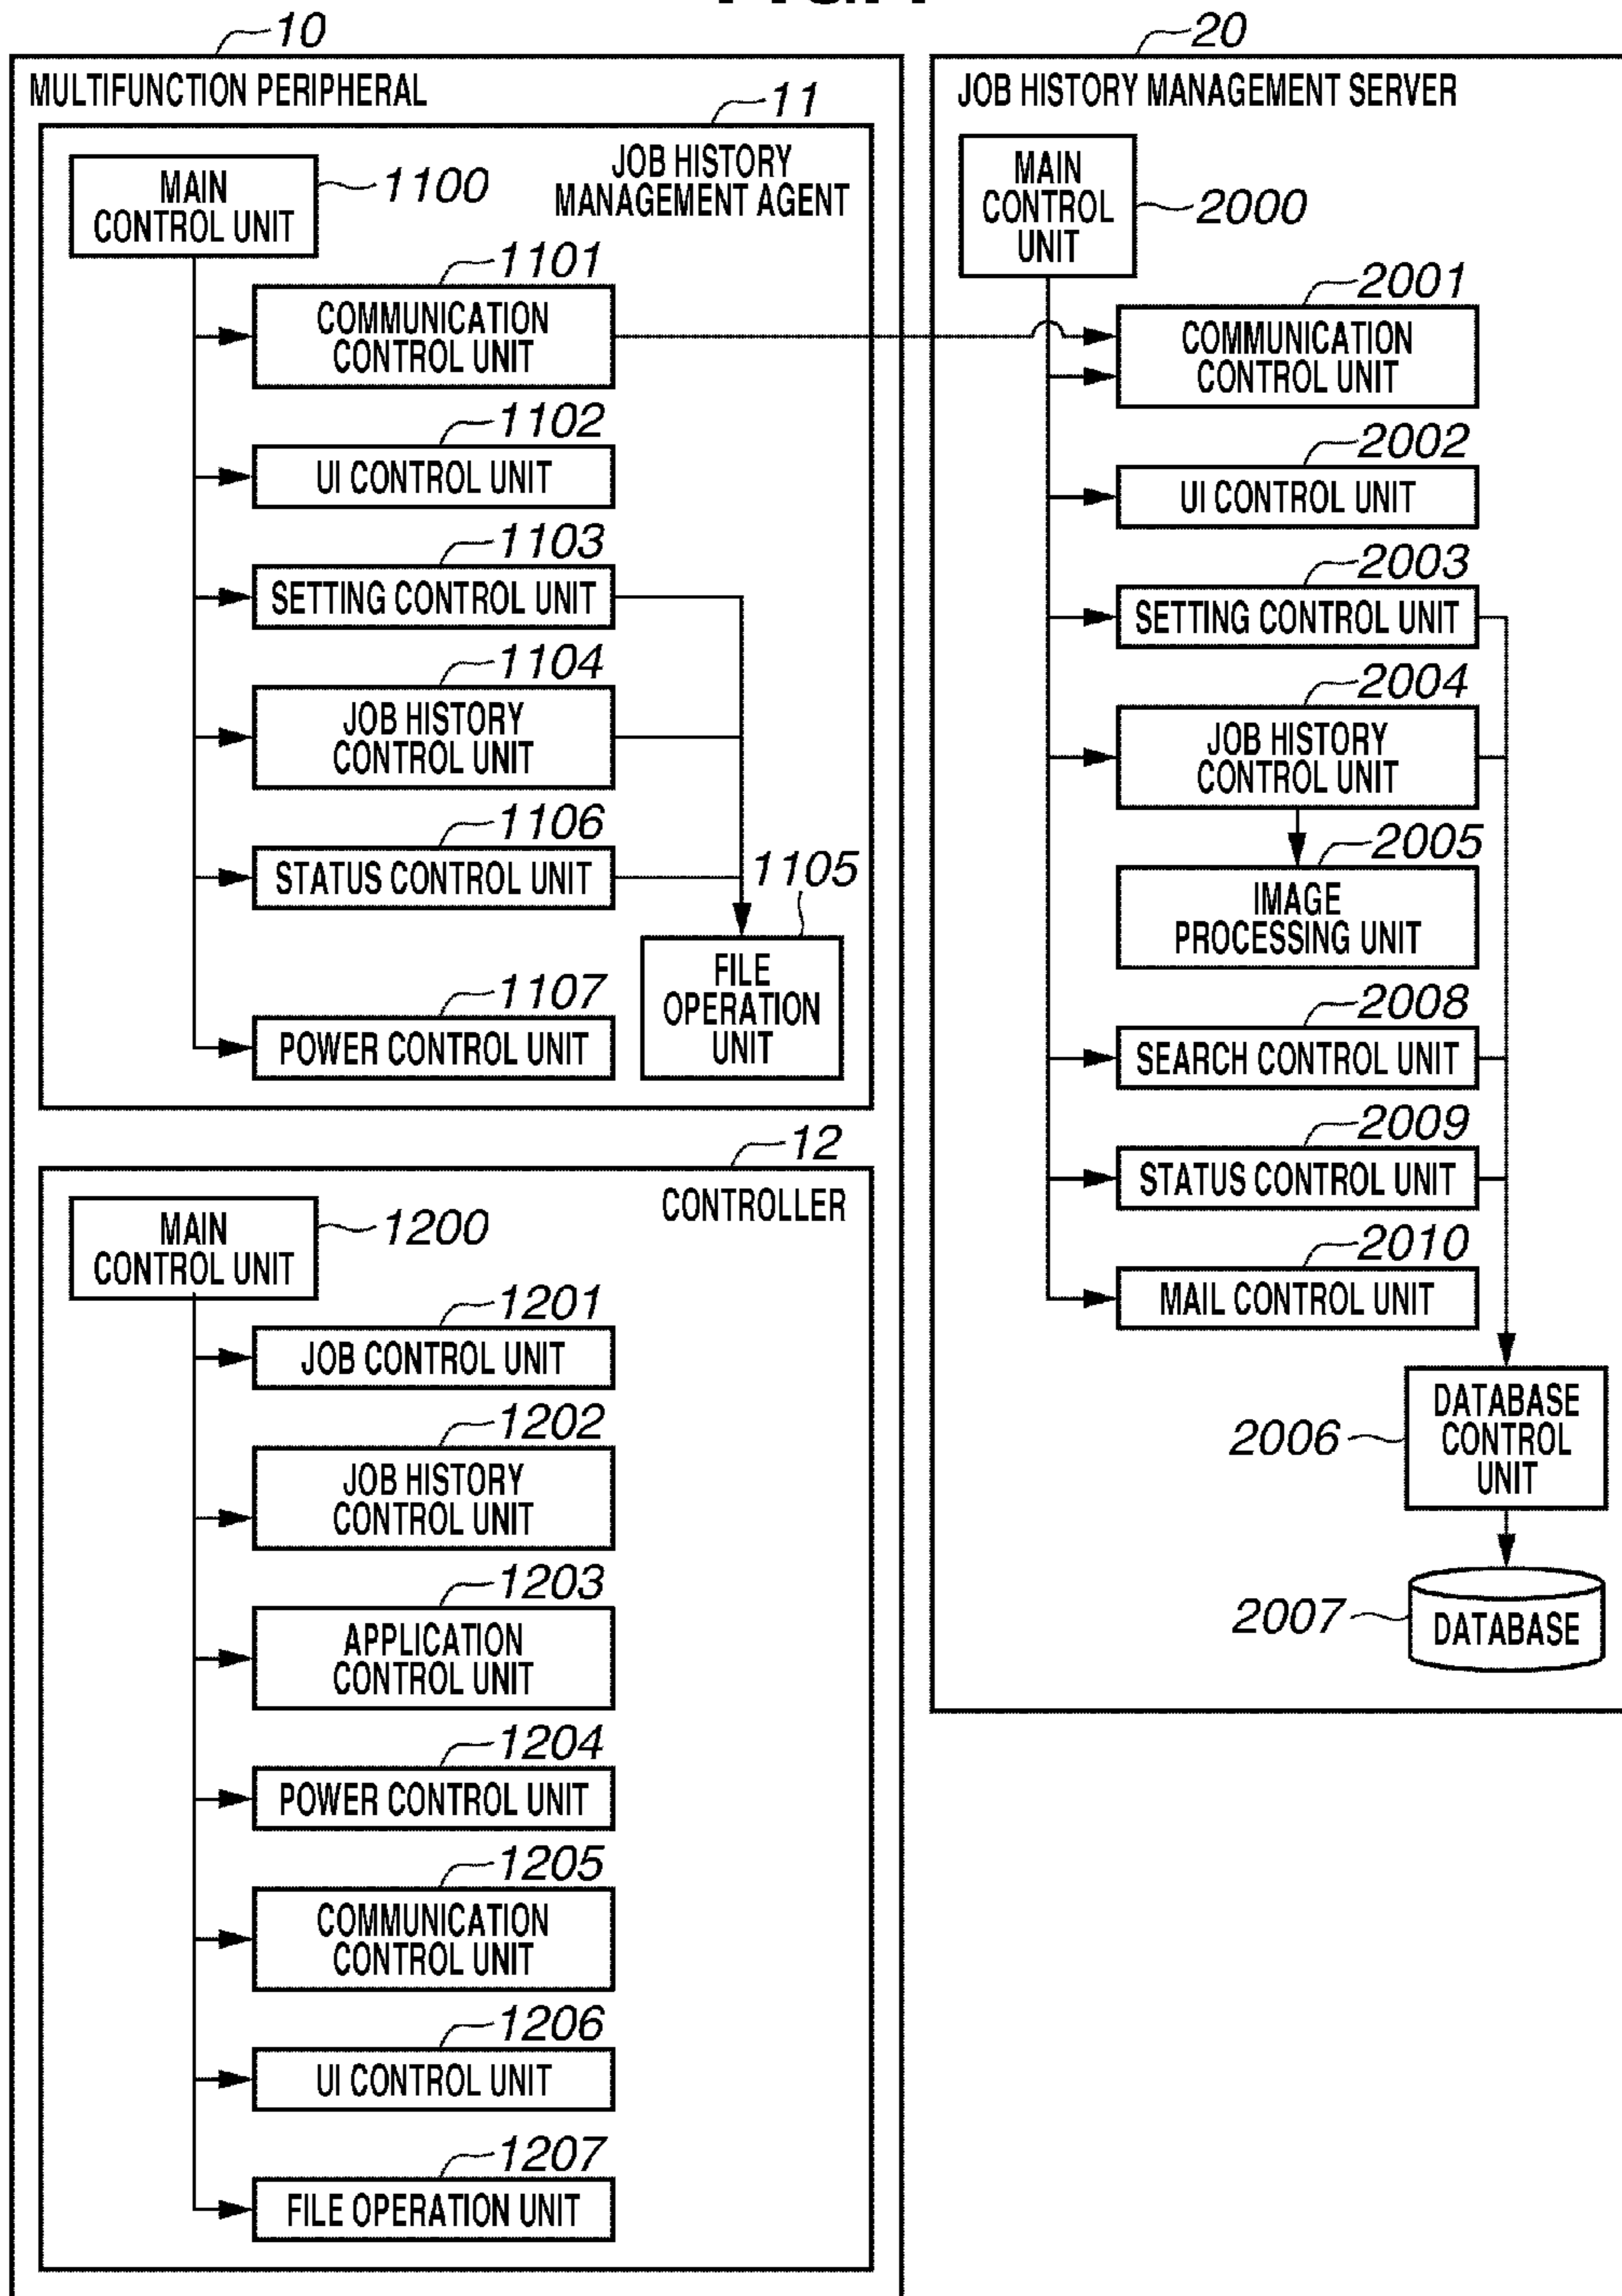 10
MULTIFUNCTION PERIPHERAL
11
JOB HISTORY
MANAGEMENT AGENT
MAIN
CONTROL UNIT
1100
1101
COMMUNICATION
CONTROL UNIT
1102
UI CONTROL UNIT
1103
SETTING CONTROL UNIT
1104
JOB HISTORY
CONTROL UNIT
1106
STATUS CONTROL UNIT
1105
FILE
OPERATION
UNIT
1107
POWER CONTROL UNIT
12
CONTROLLER
MAIN
CONTROL UNIT
1200
1201
JOB CONTROL UNIT
1202
JOB HISTORY
CONTROL UNIT
1203
APPLICATION
CONTROL UNIT
1204
POWER CONTROL UNIT
1205
COMMUNICATION
CONTROL UNIT
1206
UI CONTROL UNIT
1207
FILE OPERATION UNIT
20
JOB HISTORY MANAGEMENT SERVER
MAIN
CONTROL
UNIT
2000
2001
COMMUNICATION
CONTROL UNIT
2002
UI CONTROL UNIT
2003
SETTING CONTROL UNIT
2004
JOB HISTORY
CONTROL UNIT
2005
IMAGE
PROCESSING UNIT
2008
SEARCH CONTROL UNIT
2009
STATUS CONTROL UNIT
2010
MAIL CONTROL UNIT
2006
DATABASE
CONTROL
UNIT
2007
DATABASE